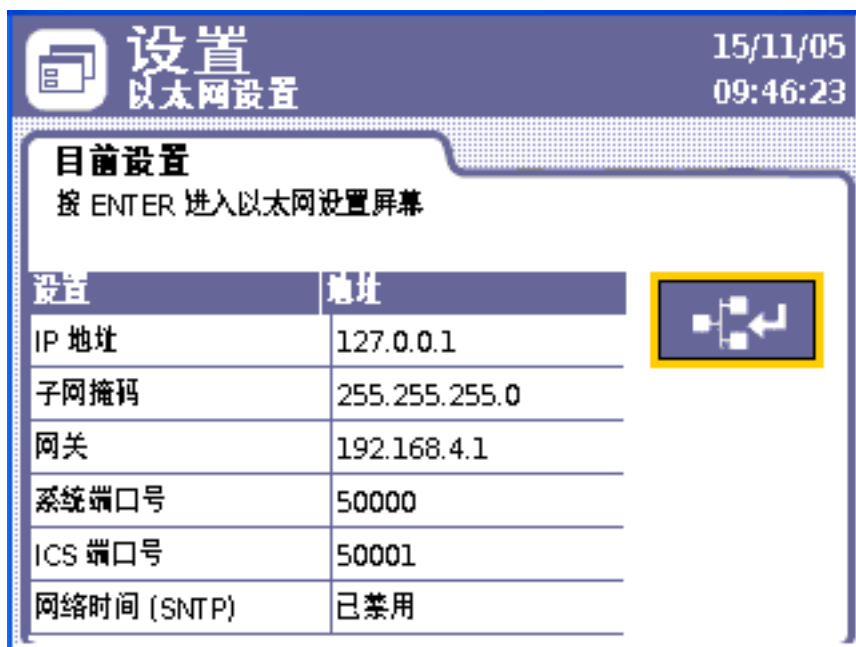 设置
以太网设置
15/11/05
09:46:23
目前设置
按 ENTER 进入以太网设置屏幕
设置 地址
IP 地址 127.0.0.1
子网掩码 255.255.255.0
网关 192.168.4.1
系统端口号 50000
ICS 端口号 50001
网络时间 (SNTP) 已禁用